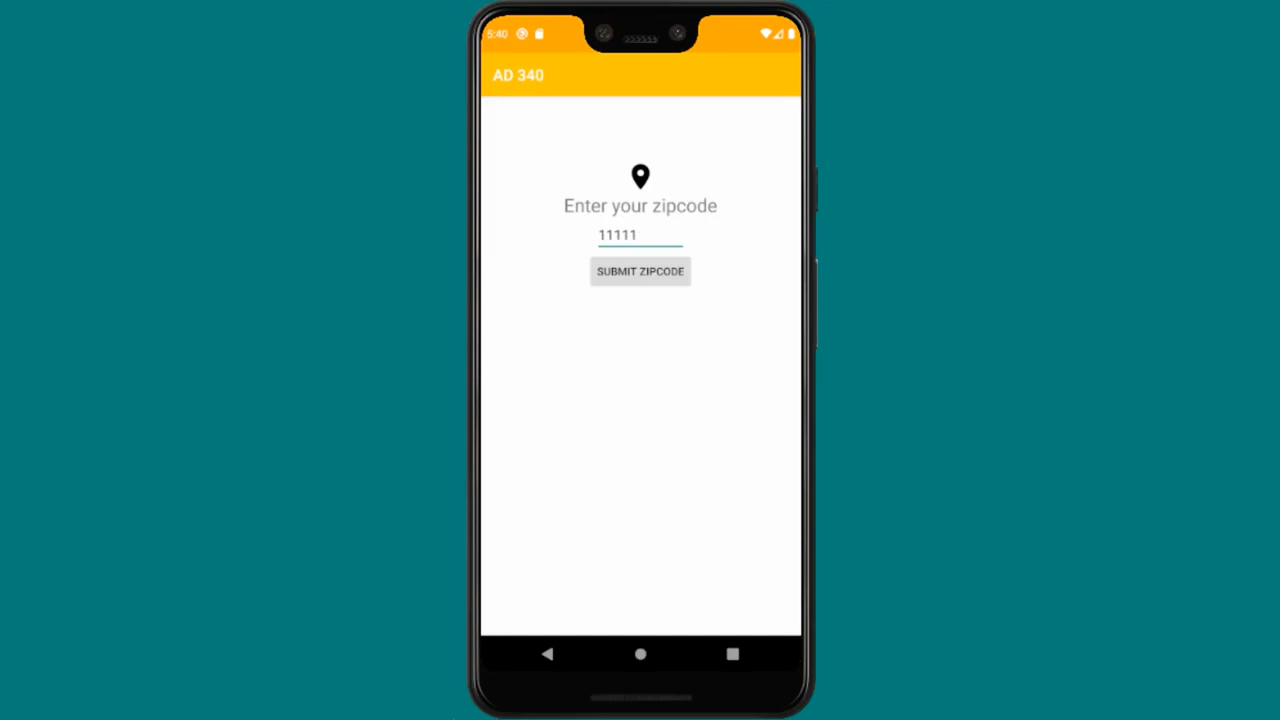 5:40
AD 340
Enter your zipcode
11111
SUBMIT ZIPCODE